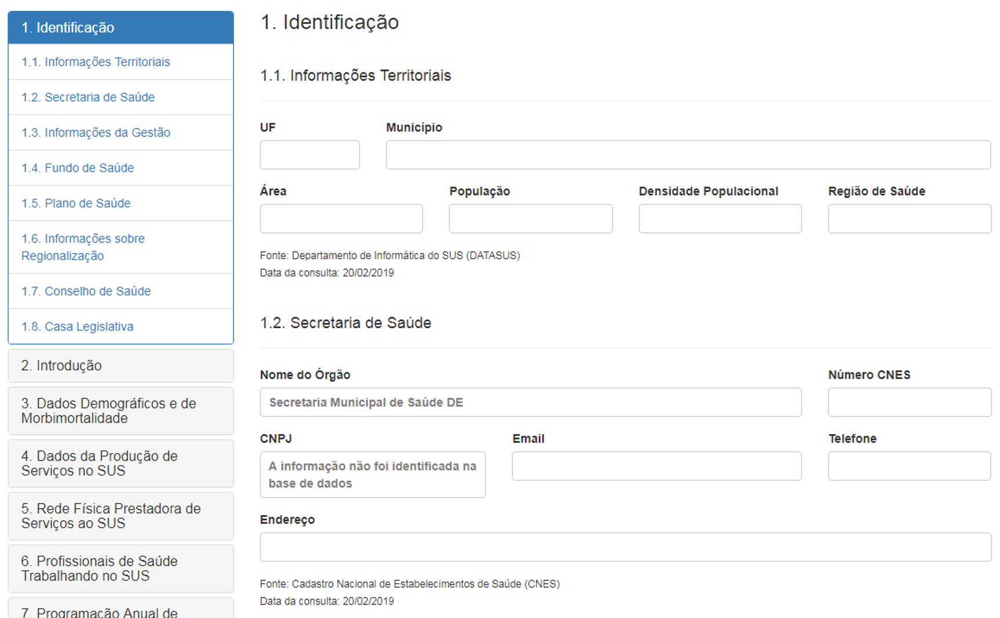 1. Identificação
1.1. Informações Territoriais
1.2. Secretaria de Saúde
1.3. Informações da Gestão
1.4. Fundo de Saúde
1.5. Plano de Saúde
1.6. Informações sobre
Regionalização
1.7. Conselho de Saúde
1.8. Casa Legislativa
2. Introdução
3. Dados Demográficos e de
Morbimortalidade
4. Dados da Produção de
Serviços no SUS
5. Rede Física Prestadora de
Serviços ao SUS
6. Profissionais de Saúde
Trabalhando no SUS
7. Programação Anual de
1. Identificação
1.1. Informações Territoriais
UF Município
Área População Densidade Populacional Região de Saúde
Fonte: Departamento de Informática do SUS (DATASUS)
Data da consulta: 20/02/2019
1.2. Secretaria de Saúde
Nome do Órgão Número CNES
Secretaria Municipal de Saúde DE
CNPJ Email Telefone
A informação não foi identificada na
base de dados
Endereço
Fonte: Cadastro Nacional de Estabelecimentos de Saúde (CNES)
Data da consulta: 20/02/2019